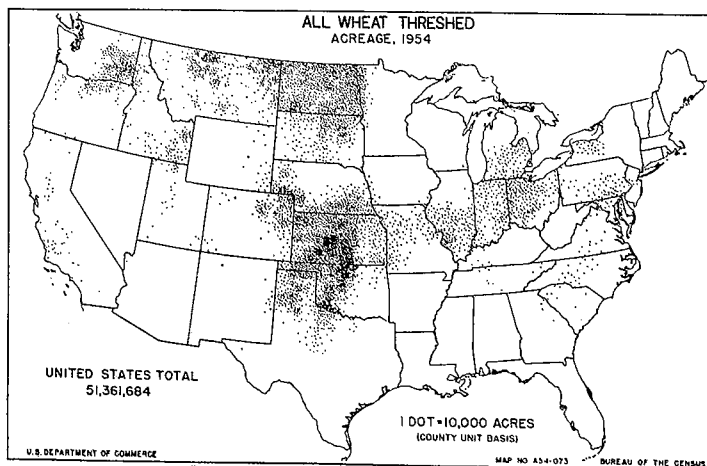 ALL WHEAT THRESHED
ACREAGE, 1954
UNITED STATES TOTAL
51,361,684
1 DOT=10,000 ACRES
(COUNTY UNIT BASIS)
U.S. DEPARTMENT OF COMMERCE
MAP NO A54-073
BUREAU OF THE CENSUS